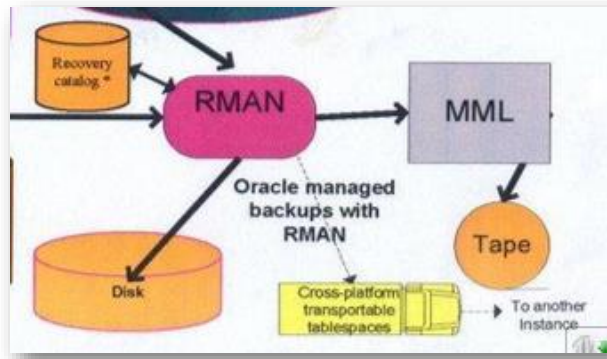 Recovery
catalog *
RMAN
MML
Oracle managed
backups with
RMAN
Tape
Disk
Cross-platform
transportable
tablespaces
To another
Instance